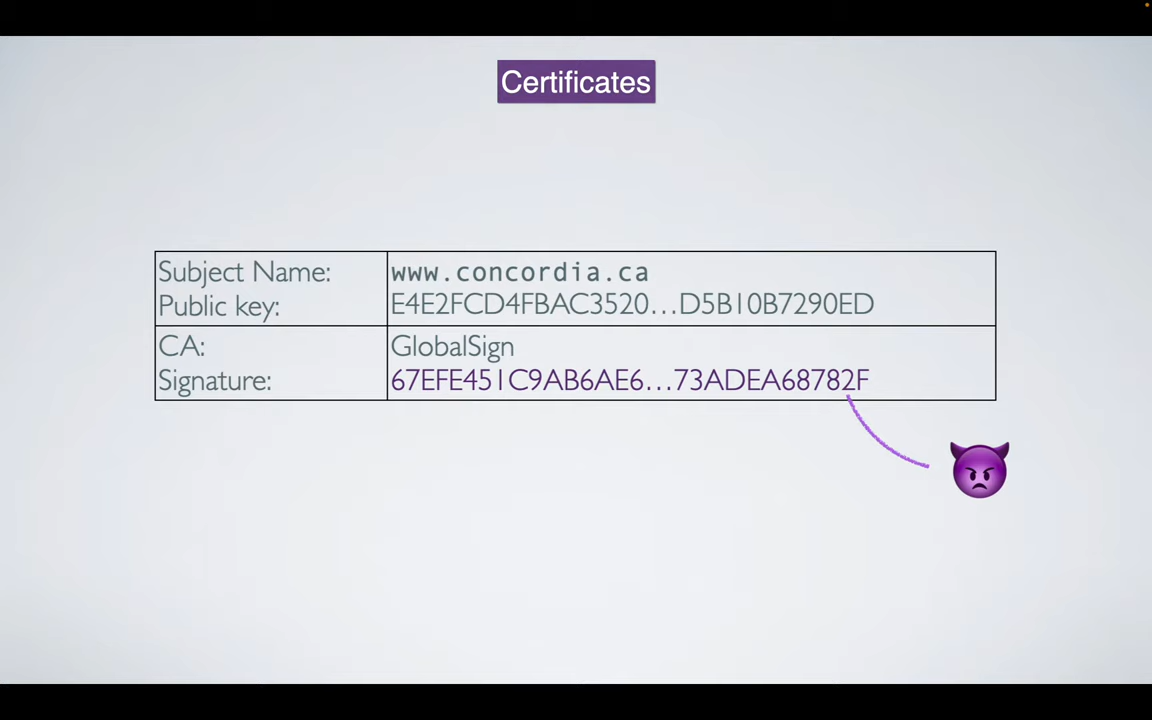 Certificates
Subject Name: www.concordia.ca
Public key: E4E2FCD4FBAC3520...D5B10B7290ED
CA: GlobalSign
Signature: 67EFE451C9AB6AE6...73ADEA68782F